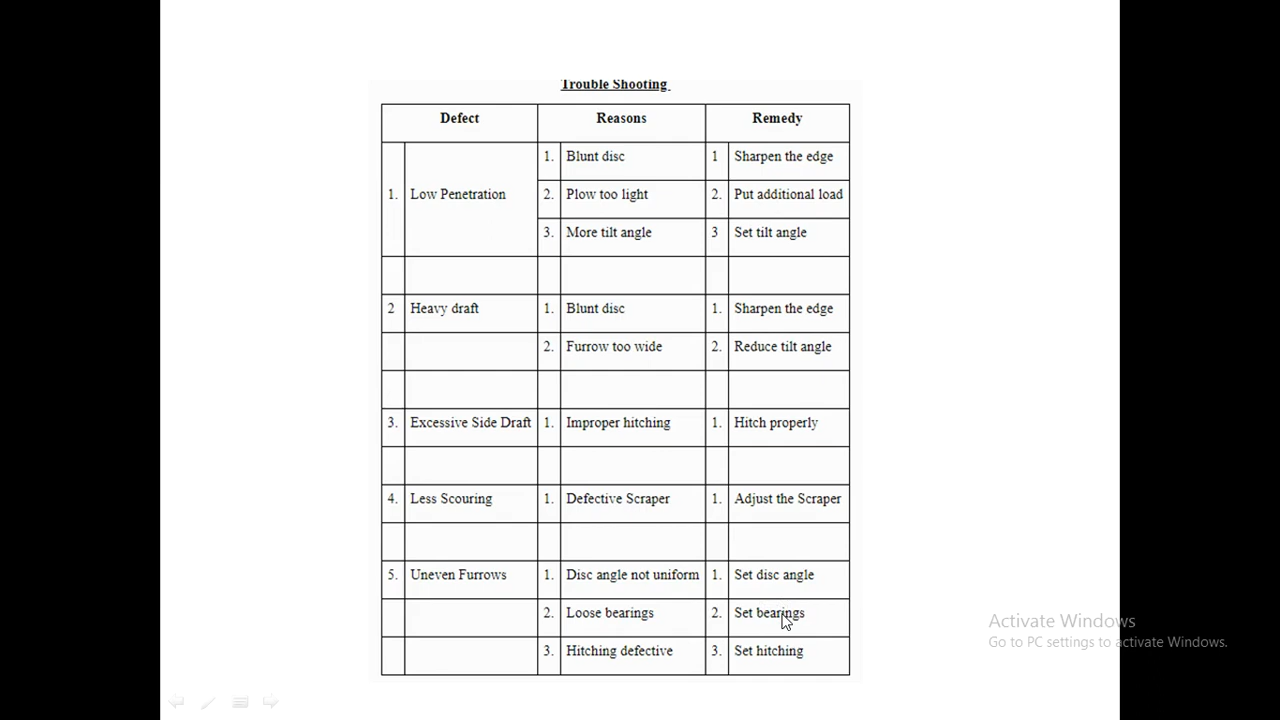 Trouble Shooting
Defect Reasons Remedy
1. Blunt disc 1 Sharpen the edge
1. Low Penetration 2. Plow too light 2. Put additional load
3. More tilt angle 3 Set tilt angle
2 Heavy draft 1. Blunt disc 1. Sharpen the edge
2. Furrow too wide 2. Reduce tilt angle
3. Excessive Side Draft 1. Improper hitching 1. Hitch properly
4. Less Scouring 1. Defective Scraper 1. Adjust the Scraper
5. Uneven Furrows 1. Disc angle not uniform 1. Set disc angle
2. Loose bearings 2. Set bearings
3. Hitching defective 3. Set hitching
Activate Windows
Go to PC settings to activate Windows.